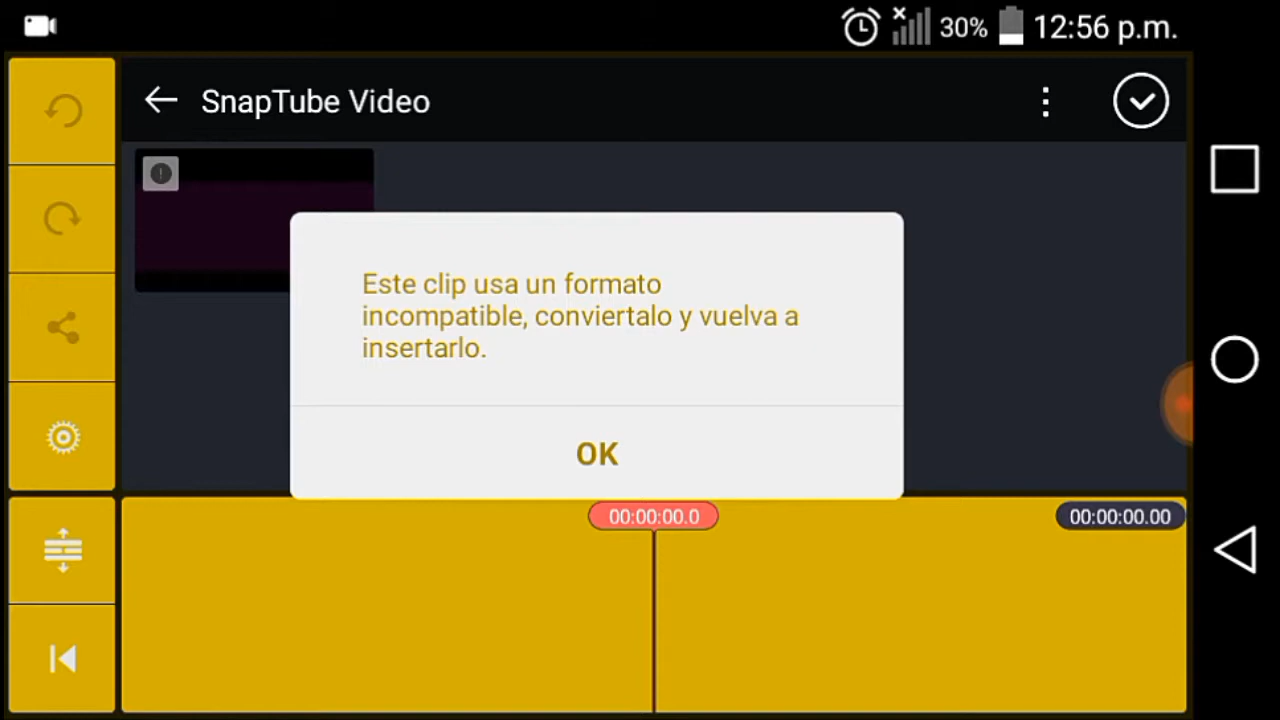 30% 12:56 p.m.
SnapTube Video
Este clip usa un formato
incompatible, conviertalo y vuelva a
insertarlo.
OK
00:00:00.0
00:00:00.00